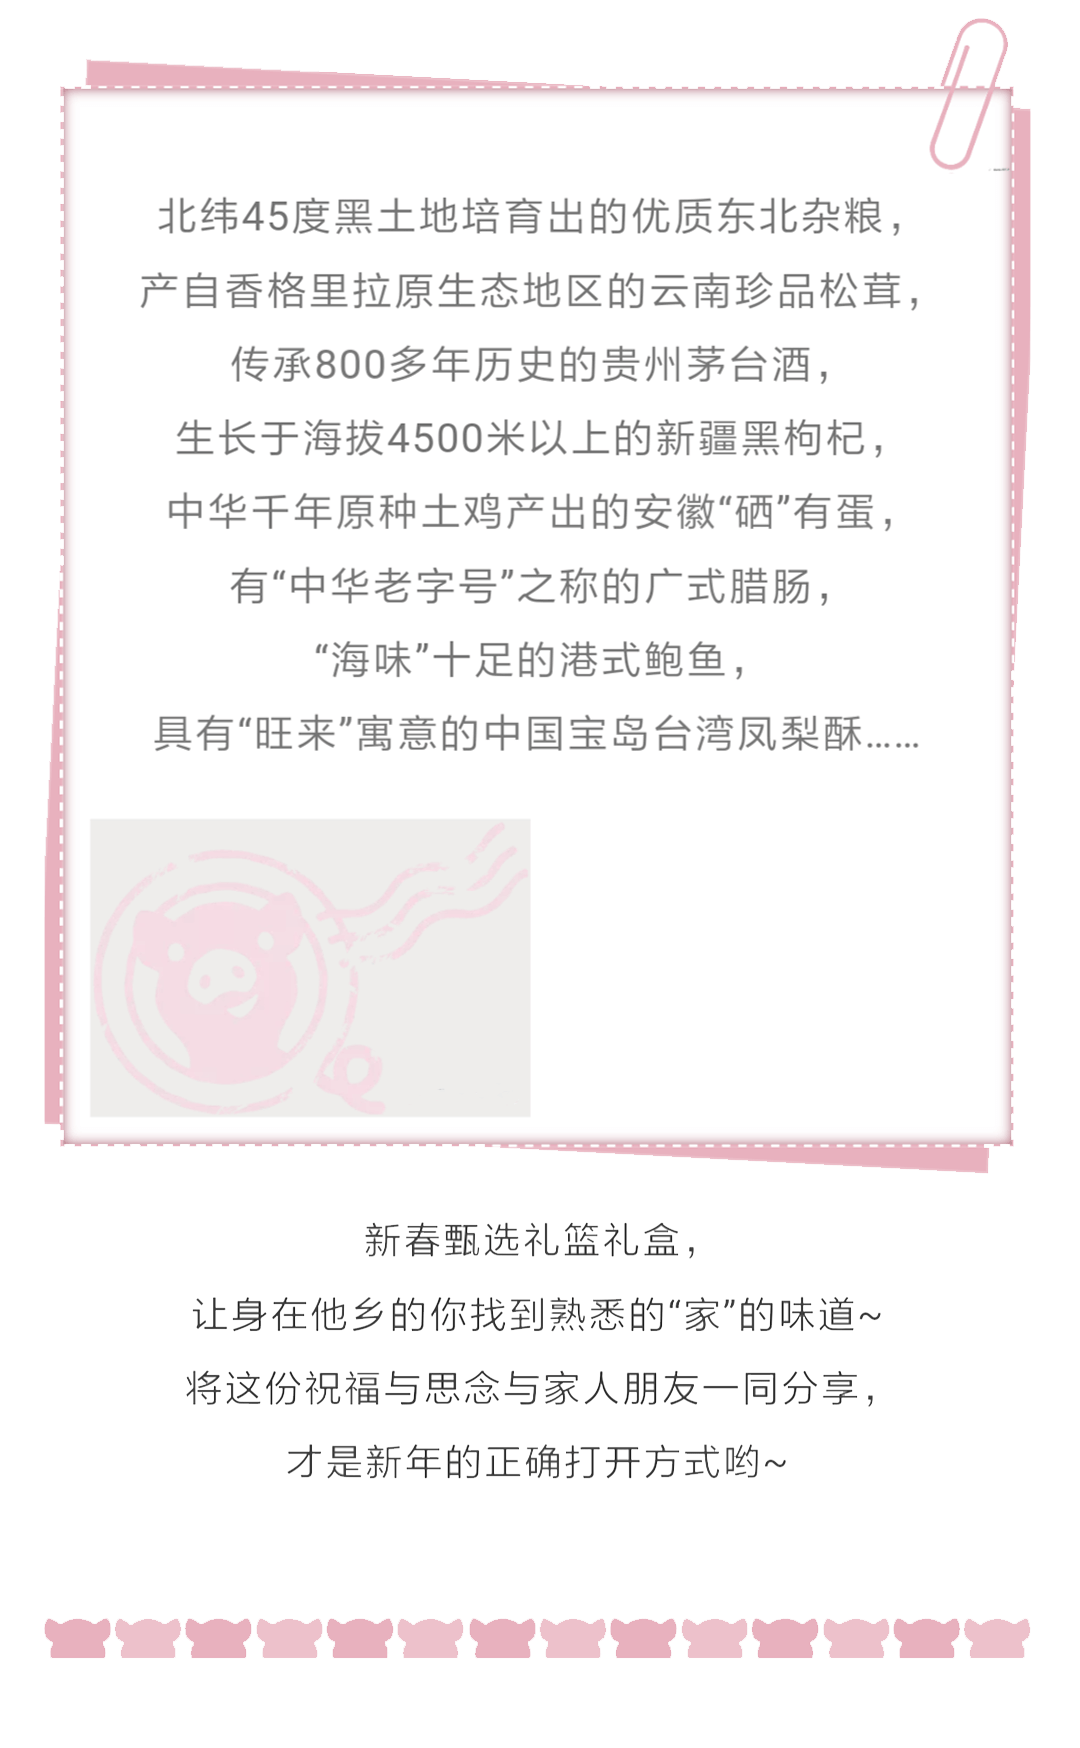 北纬45度黑土地培育出的优质东北杂粮，
产自香格里拉原生态地区的云南珍品松茸，
传承800多年历史的贵州茅台酒，
生长于海拔4500米以上的新疆黑枸杞，
中华千年原种土鸡产出的安徽“硒”有蛋，
有“中华老字号”之称的广式腊肠，
“海味”十足的港式鲍鱼，
具有“旺来”寓意的中国宝岛台湾凤梨酥……
新春甄选礼篮礼盒，
让身在他乡的你找到熟悉的“家”的味道~
将这份祝福与思念与家人朋友一同分享，
才是新年的正确打开方式哟~